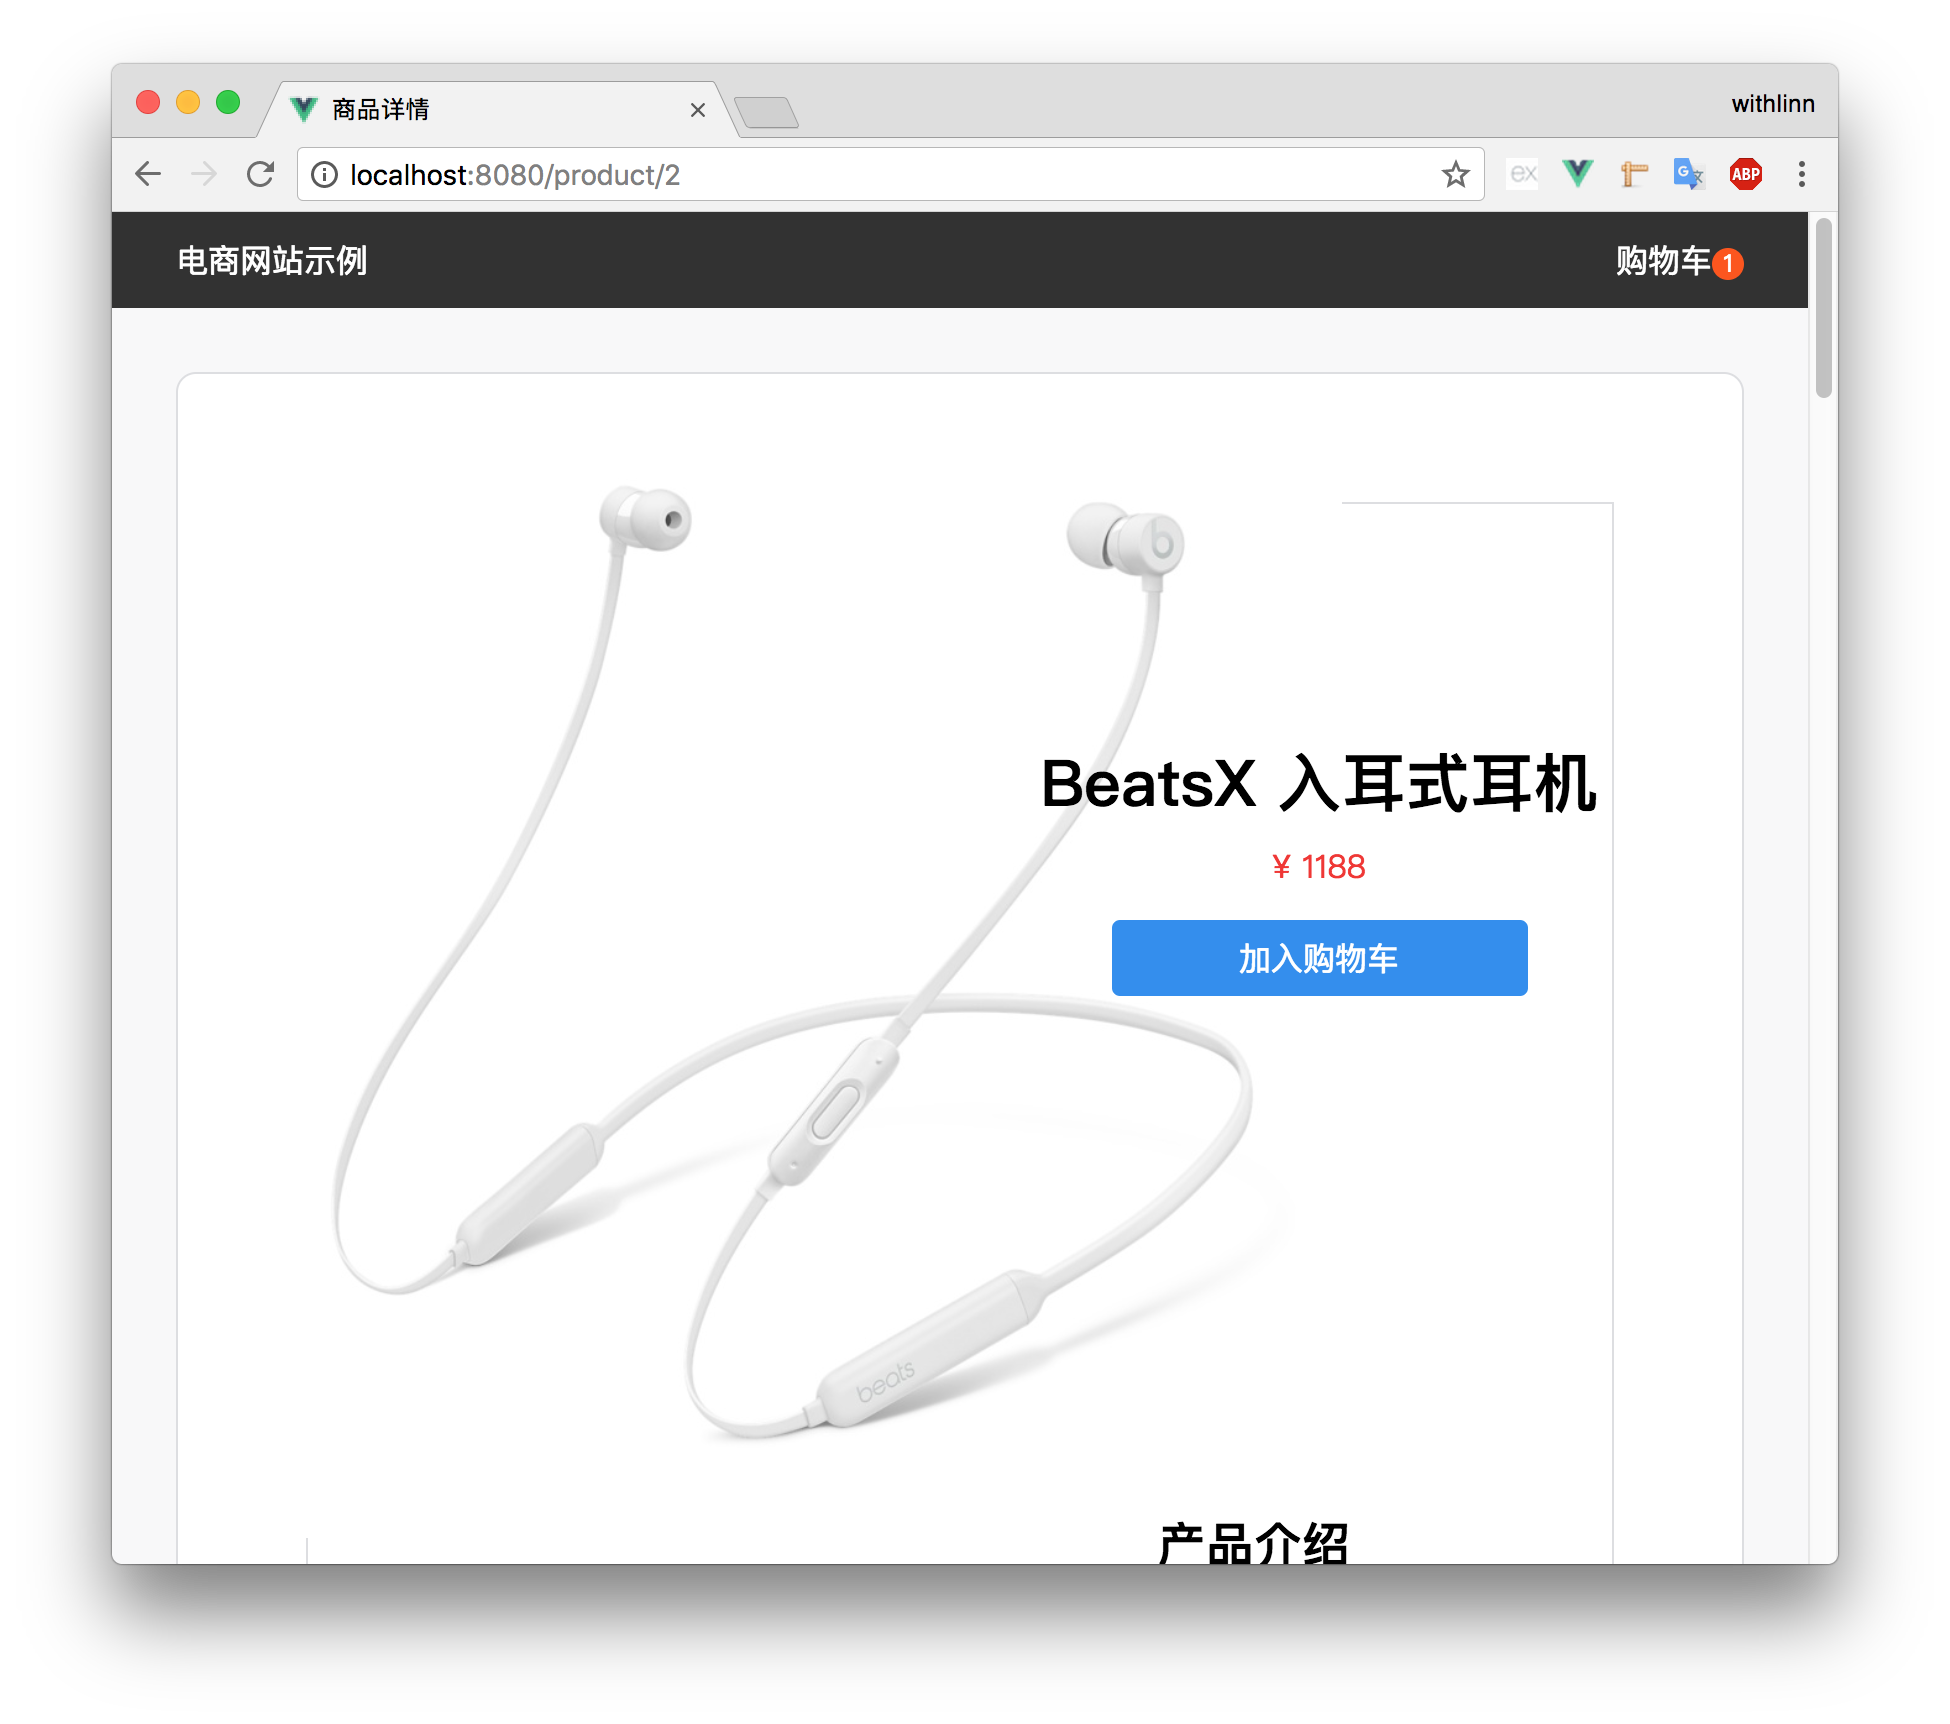 商品详情
withlinn
localhost:8080/product/2
ex
G 文
ABP
电商网站示例
购物车 1
b
BeatsX 入耳式耳机
¥ 1188
加入购物车
beats
产品介绍